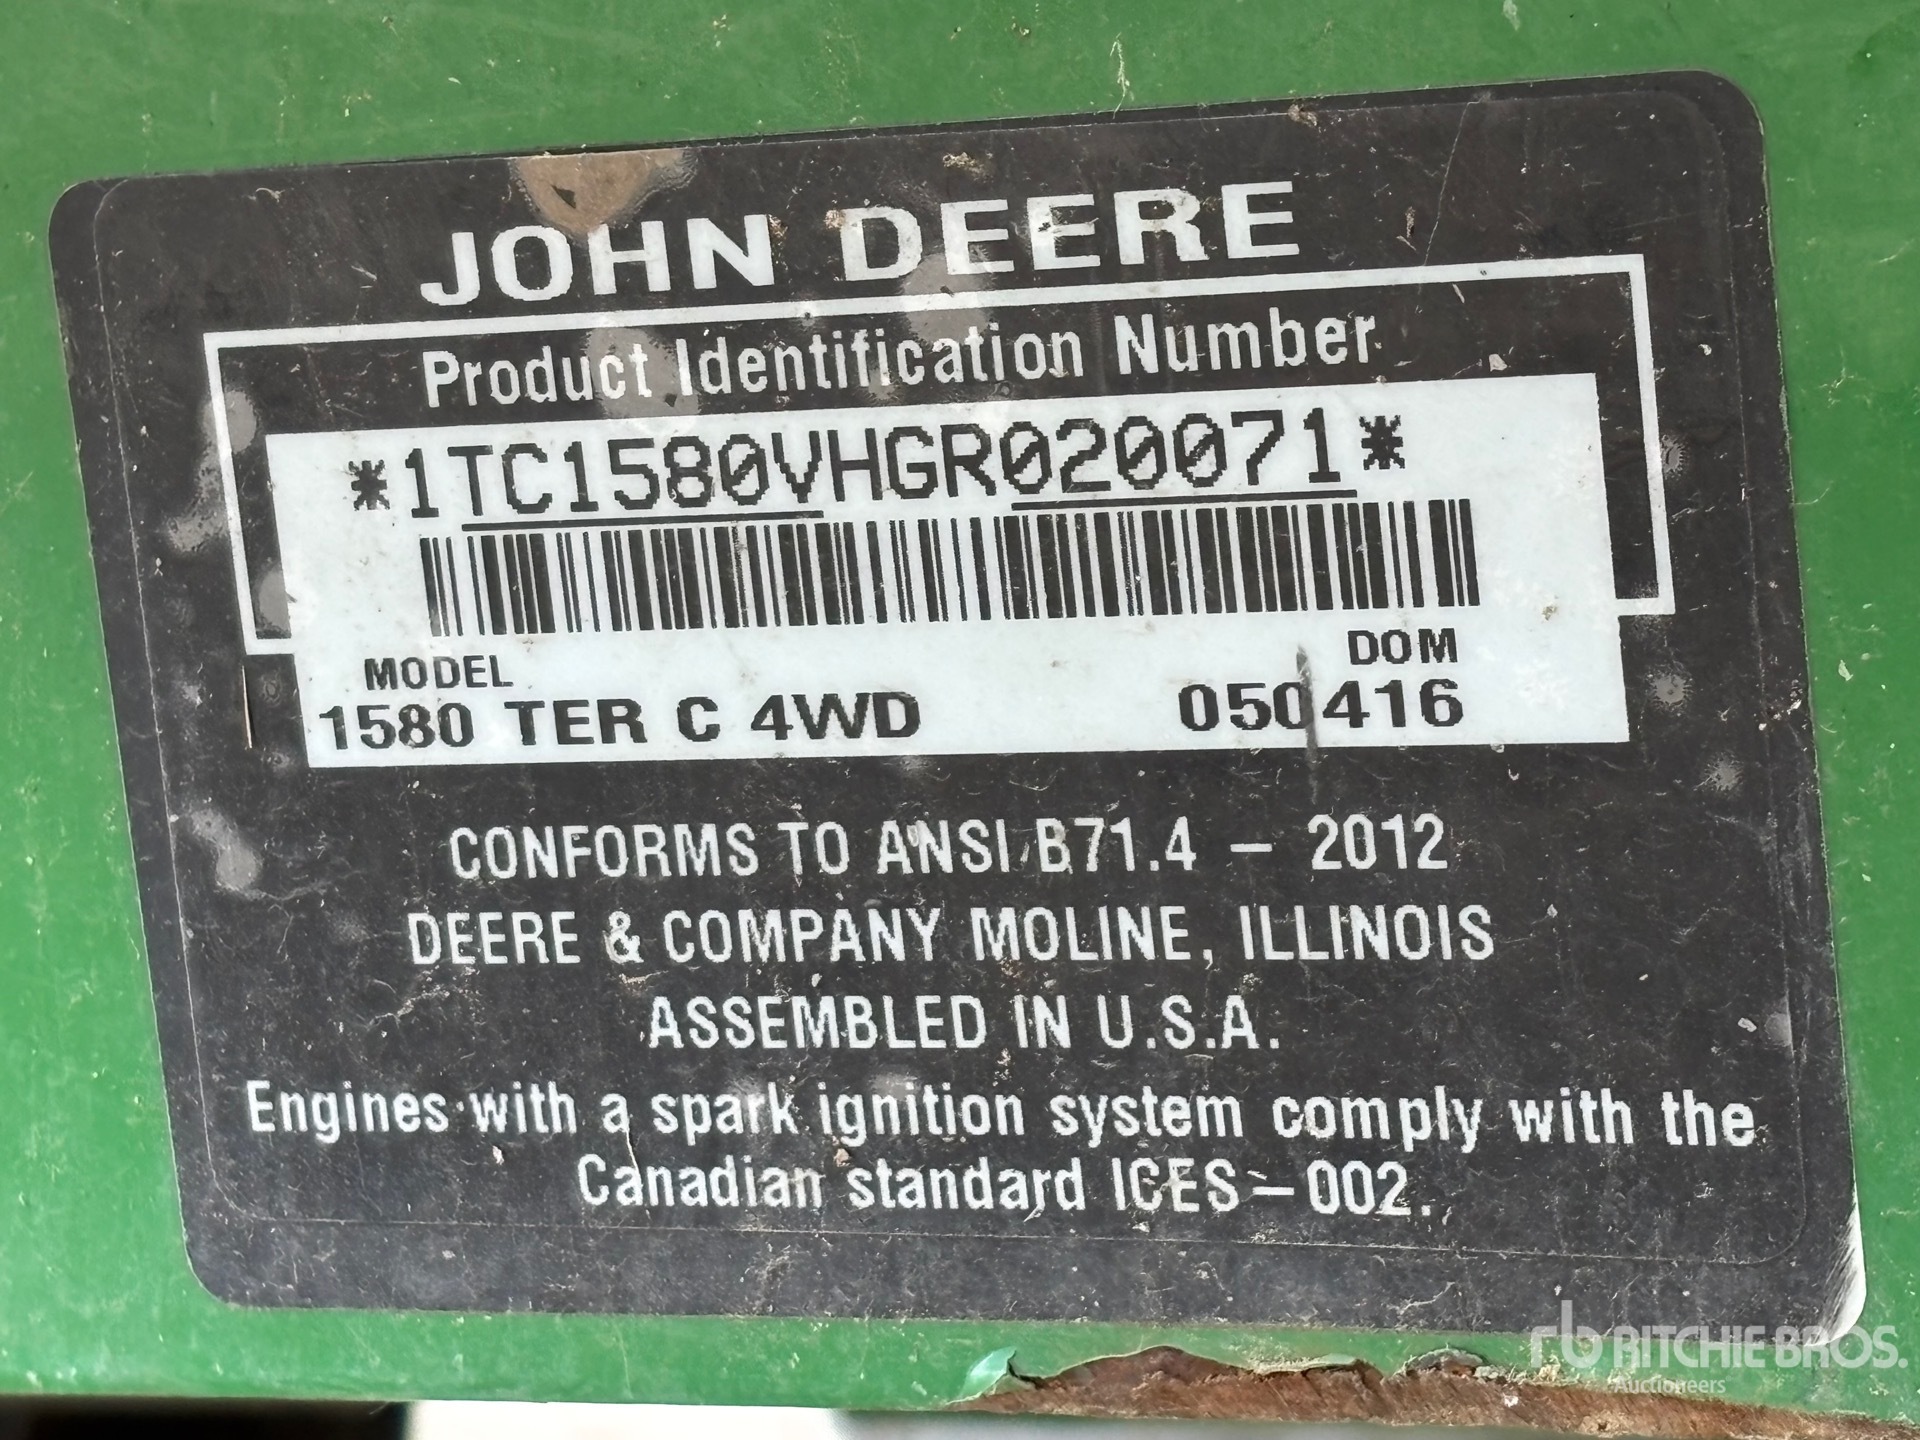 JOHN DEERE
Product Identification Number
*1TC1580VHGR020071*
MODEL DOM
1580 TER C 4WD 050416
CONFORMS TO ANSI B71.4 – 2012
DEERE & COMPANY MOLINE, ILLINOIS
ASSEMBLED IN U.S.A.
Engines with a spark ignition system comply with the
Canadian standard ICES–002.
rb RITCHIE BROS.
Auctioneers